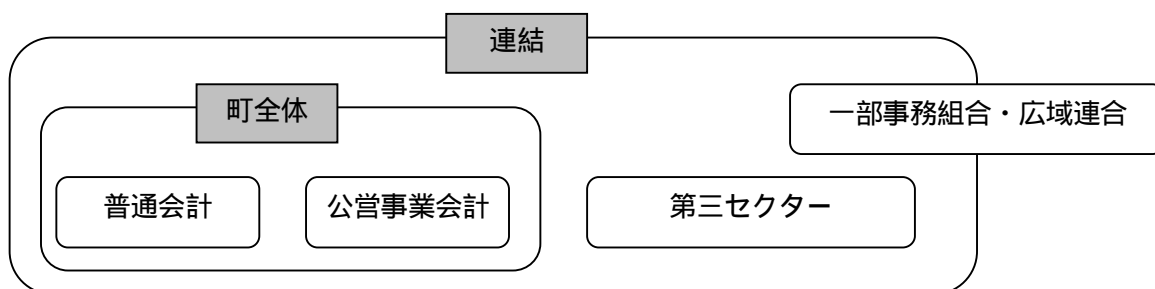 連結
町全体
一部事務組合・広域連合
普通会計
公営事業会計
第三セクター